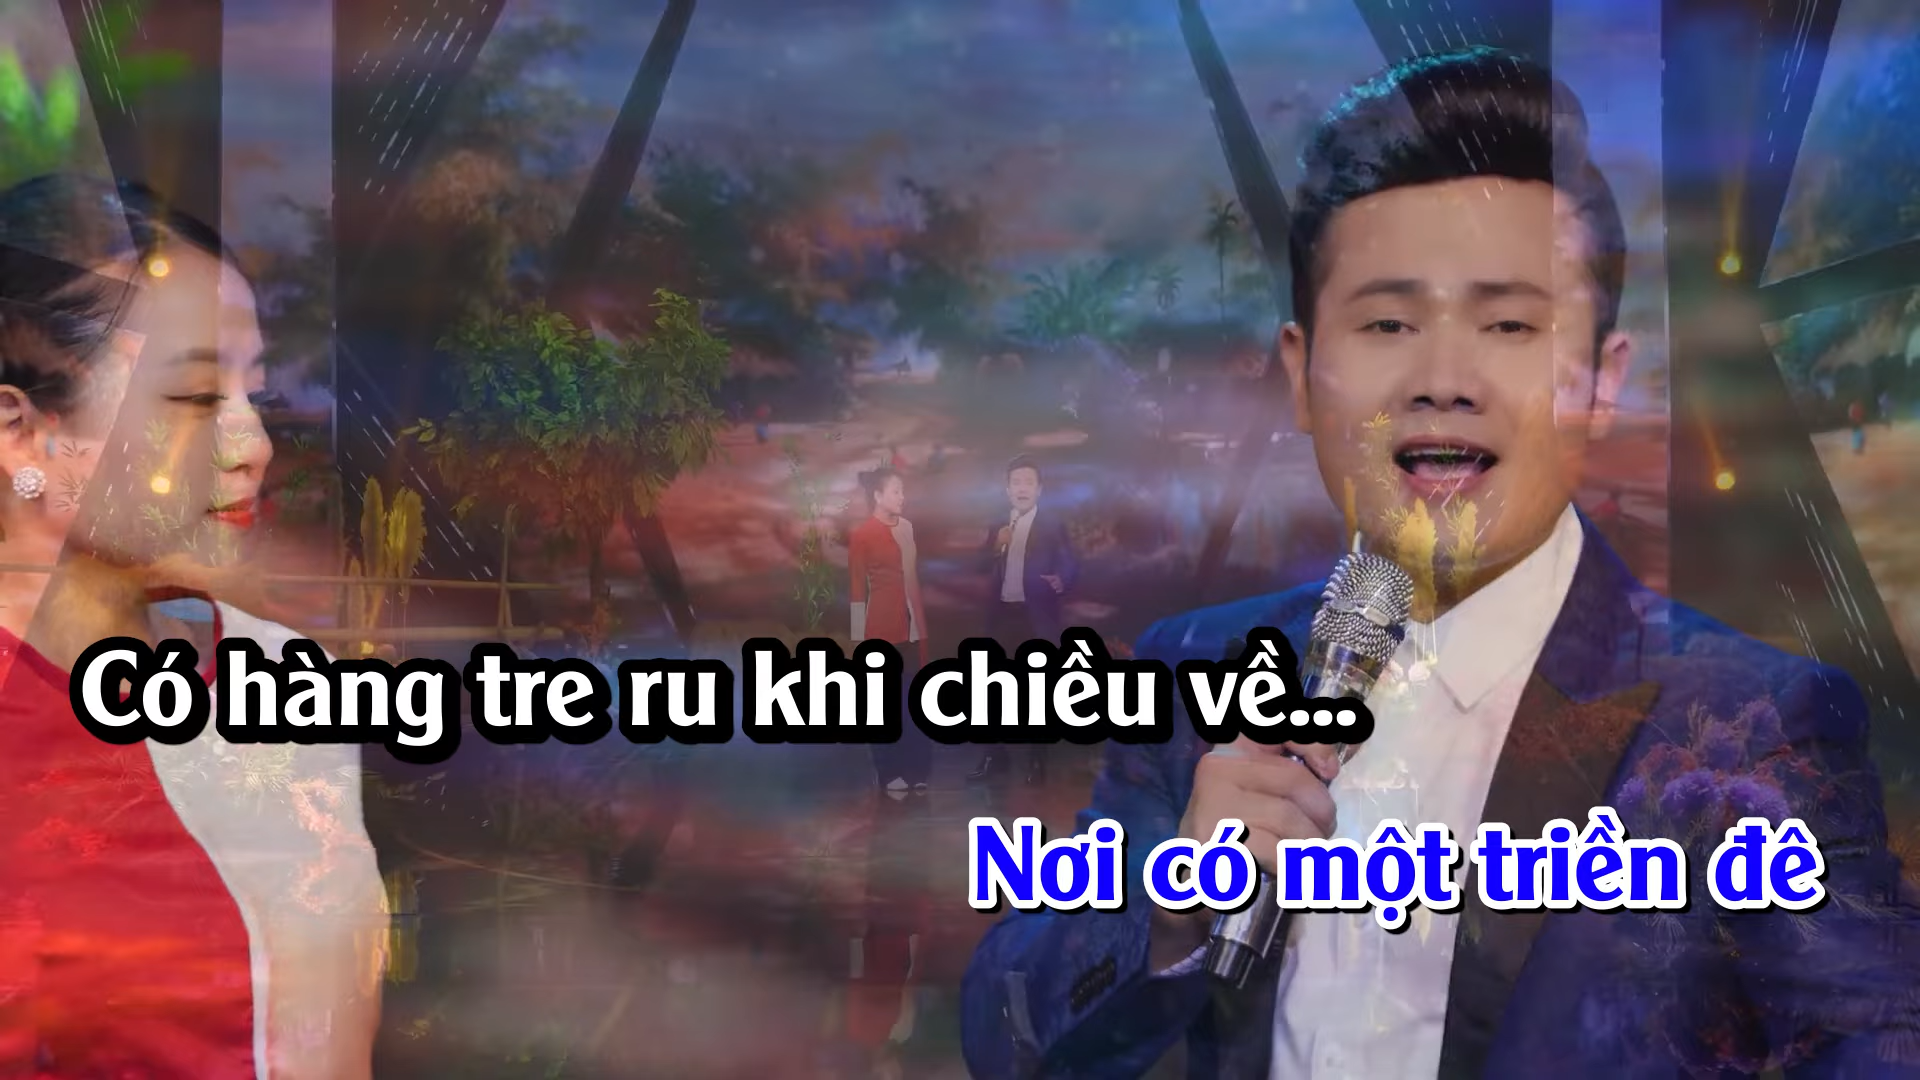 Có hàng tre ru khi chiều về...
Nơi có một triền đê